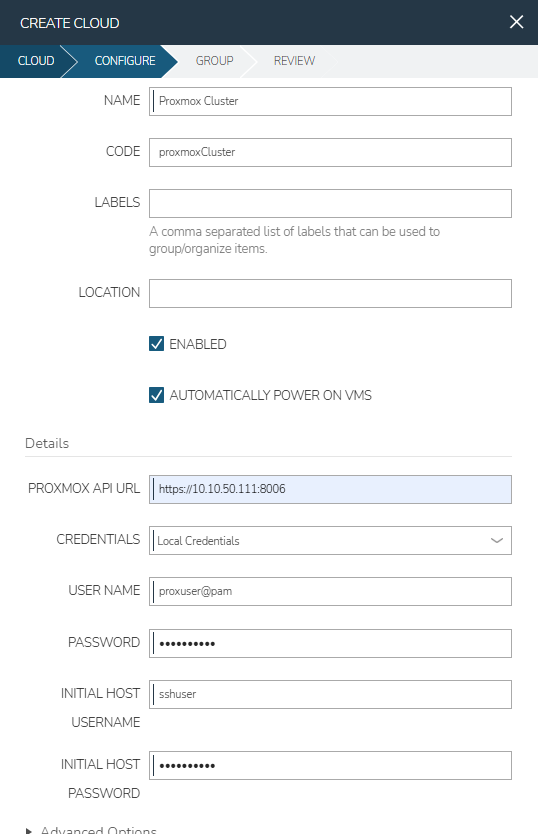 CREATE CLOUD
CLOUD CONFIGURE GROUP REVIEW
NAME Proxmox Cluster
CODE proxmoxCluster
LABELS
A comma separated list of labels that can be used to
group/organize items.
LOCATION
ENABLED
AUTOMATICALLY POWER ON VMS
Details
PROXMOX API URL https://10.10.50.111:8006
CREDENTIALS Local Credentials
USER NAME proxuser@pam
PASSWORD ••••••••••
INITIAL HOST sshuser
USERNAME
INITIAL HOST ••••••••••
PASSWORD
Advanced Options